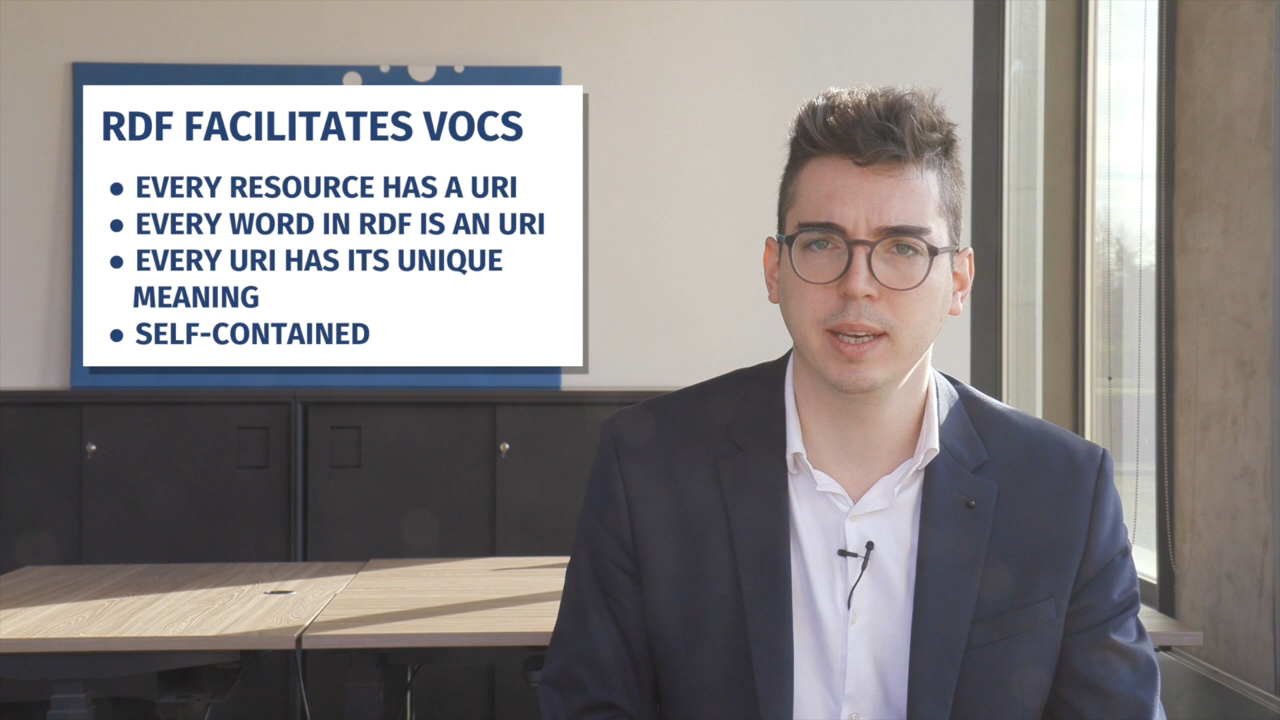 RDF FACILITATES VOCS
● EVERY RESOURCE HAS A URI
● EVERY WORD IN RDF IS AN URI
● EVERY URI HAS ITS UNIQUE
MEANING
● SELF-CONTAINED